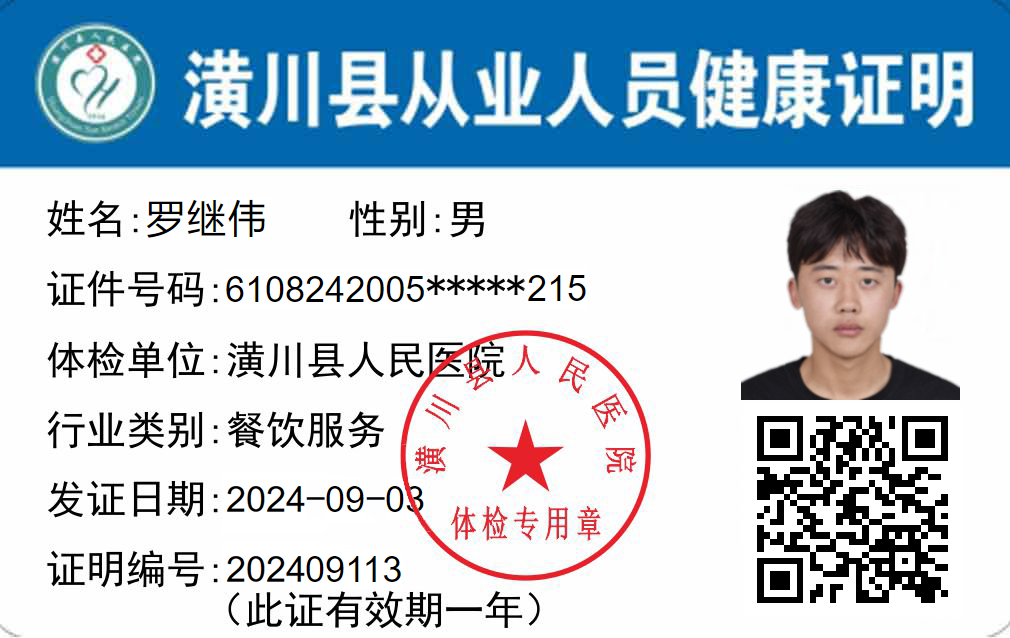 潢川县从业人员健康证明
姓名:罗继伟 性别:男
证件号码:6108242005*****215
体检单位:潢川县人民医院
行业类别:餐饮服务
发证日期:2024-09-03
证明编号:202409113
（此证有效期一年）
潢川县人民医院
体检专用章